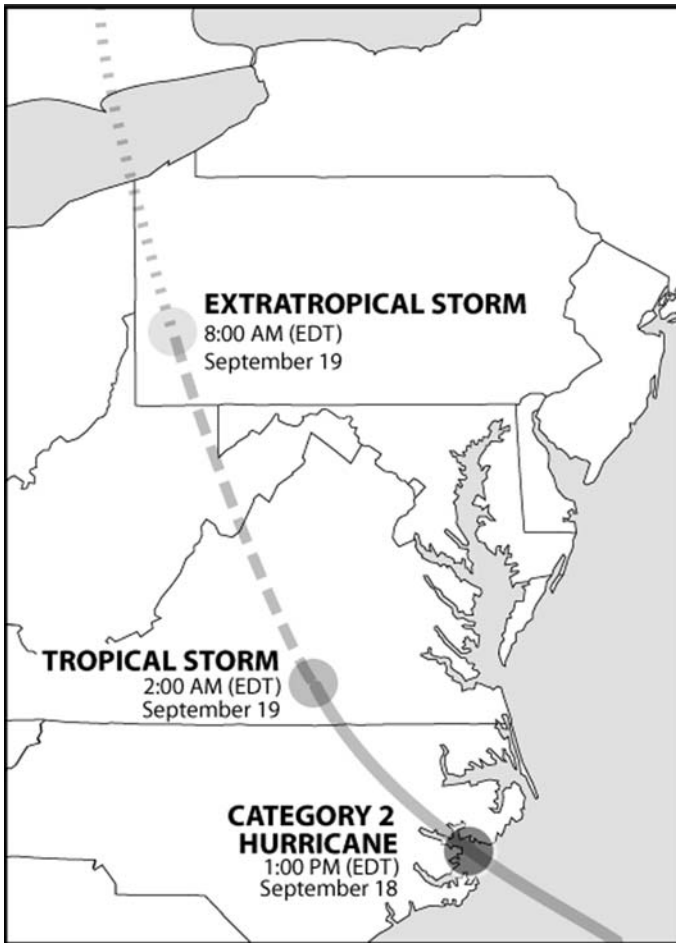 EXTRATROPICAL STORM
8:00 AM (EDT)
September 19
TROPICAL STORM
2:00 AM (EDT)
September 19
CATEGORY 2
HURRICANE
1:00 PM (EDT)
September 18